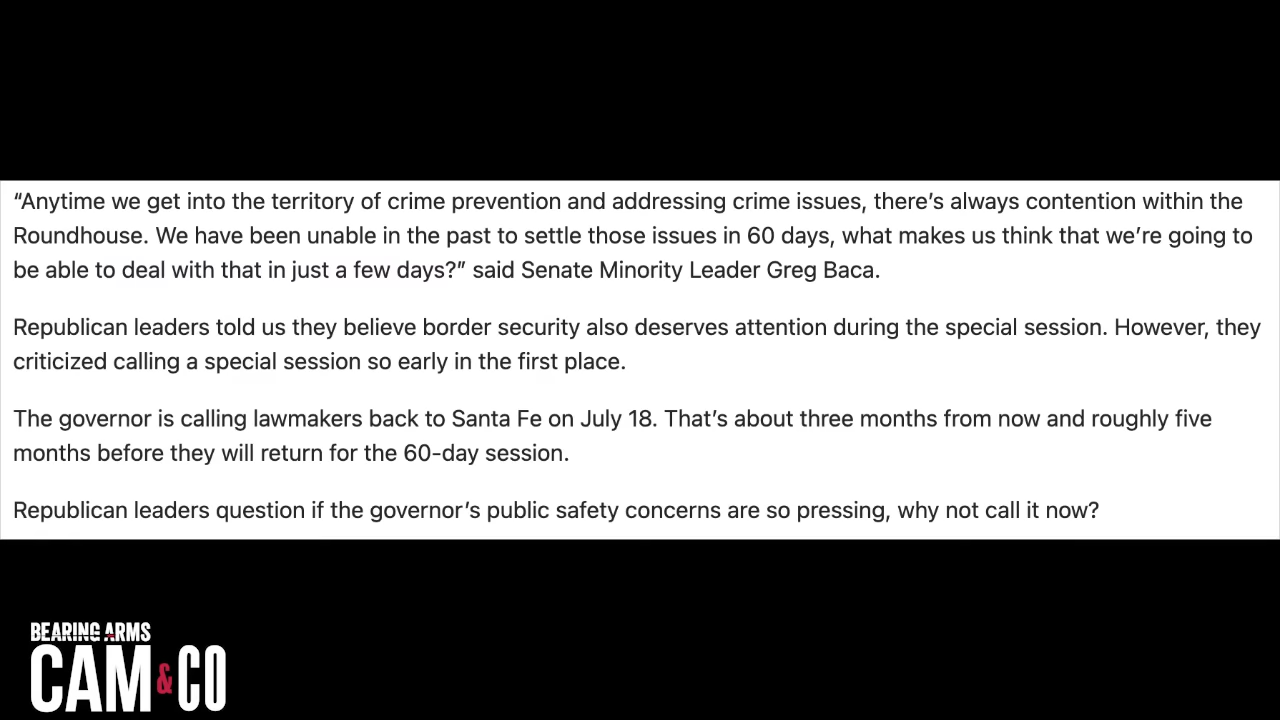 “Anytime we get into the territory of crime prevention and addressing crime issues, there’s always contention within the
Roundhouse. We have been unable in the past to settle those issues in 60 days, what makes us think that we’re going to
be able to deal with that in just a few days?” said Senate Minority Leader Greg Baca.
Republican leaders told us they believe border security also deserves attention during the special session. However, they
criticized calling a special session so early in the first place.
The governor is calling lawmakers back to Santa Fe on July 18. That’s about three months from now and roughly five
months before they will return for the 60-day session.
Republican leaders question if the governor’s public safety concerns are so pressing, why not call it now?
BEARING ARMS
CAM & CO